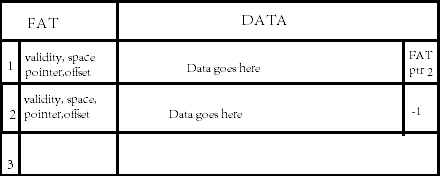 FAT DATA
1 validity, space Data goes here FAT
pointer,offset ptr 2
2 validity, space, Data goes here -1
pointer,offset
3